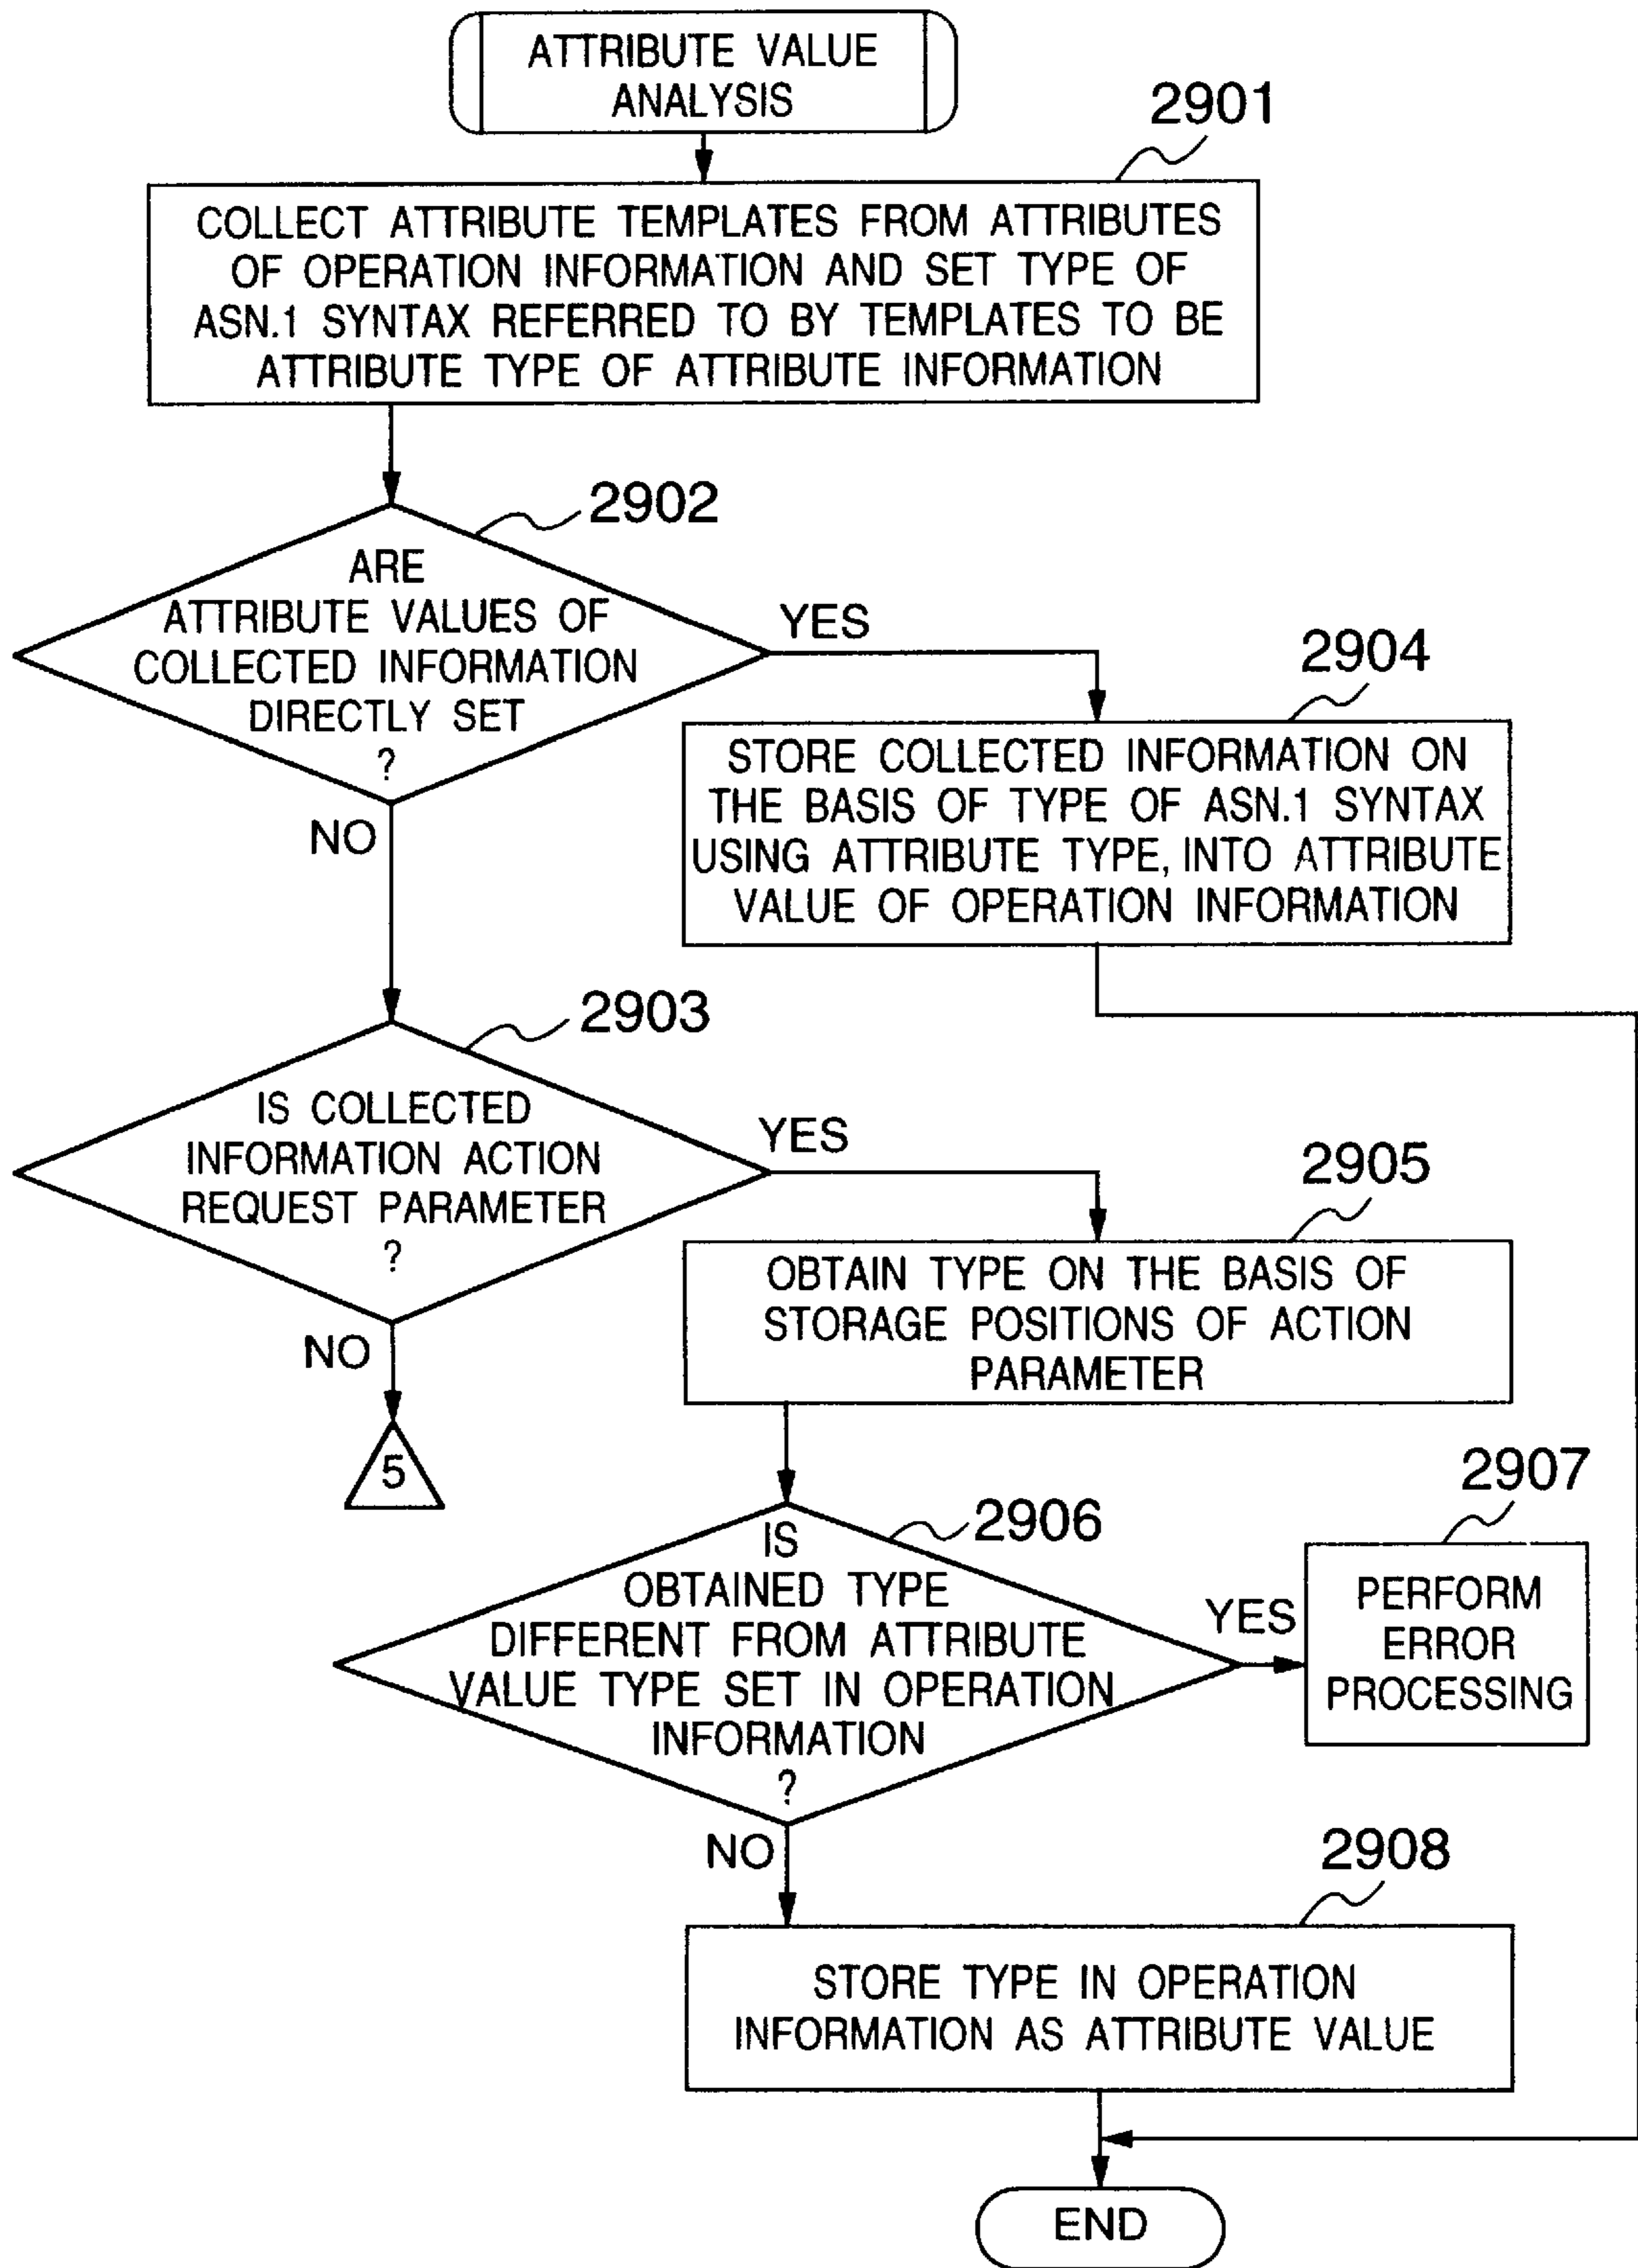 ATTRIBUTE VALUE
ANALYSIS
2901
COLLECT ATTRIBUTE TEMPLATES FROM ATTRIBUTES
OF OPERATION INFORMATION AND SET TYPE OF
ASN.1 SYNTAX REFERRED TO BY TEMPLATES TO BE
ATTRIBUTE TYPE OF ATTRIBUTE INFORMATION
2902
ARE
ATTRIBUTE VALUES OF
COLLECTED INFORMATION
DIRECTLY SET
?
YES
NO
2904
STORE COLLECTED INFORMATION ON
THE BASIS OF TYPE OF ASN.1 SYNTAX
USING ATTRIBUTE TYPE, INTO ATTRIBUTE
VALUE OF OPERATION INFORMATION
2903
IS COLLECTED
INFORMATION ACTION
REQUEST PARAMETER
?
YES
NO
5
2905
OBTAIN TYPE ON THE BASIS OF
STORAGE POSITIONS OF ACTION
PARAMETER
2906
IS
OBTAINED TYPE
DIFFERENT FROM ATTRIBUTE
VALUE TYPE SET IN OPERATION
INFORMATION
?
YES
NO
2907
PERFORM
ERROR
PROCESSING
2908
STORE TYPE IN OPERATION
INFORMATION AS ATTRIBUTE VALUE
END